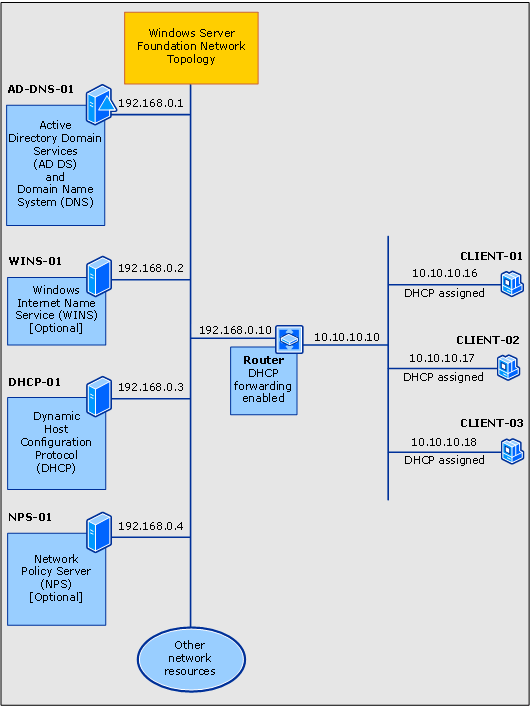 Windows Server
Foundation Network
Topology
AD-DNS-01
192.168.0.1
Active
Directory Domain
Services
(AD DS)
and
Domain Name
System (DNS)
WINS-01
192.168.0.2
Windows
Internet Name
Service (WINS)
[Optional]
DHCP-01
192.168.0.3
Dynamic
Host
Configuration
Protocol
(DHCP)
NPS-01
192.168.0.4
Network
Policy Server
(NPS)
[Optional]
Other
network
resources
192.168.0.10
10.10.10.10
Router
DHCP
forwarding
enabled
CLIENT-01
10.10.10.16
DHCP assigned
CLIENT-02
10.10.10.17
DHCP assigned
CLIENT-03
10.10.10.18
DHCP assigned